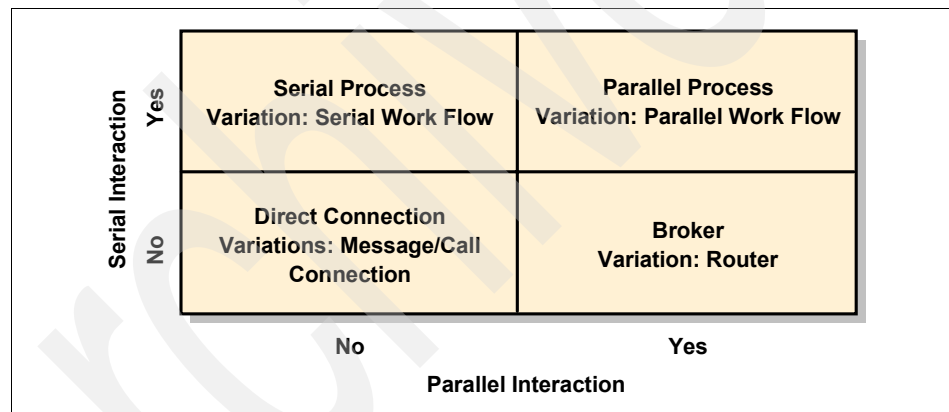 Serial Interaction
Yes
No
Serial Process
Variation: Serial Work Flow
Parallel Process
Variation: Parallel Work Flow
Direct Connection
Variations: Message/Call
Connection
Broker
Variation: Router
No
Yes
Parallel Interaction